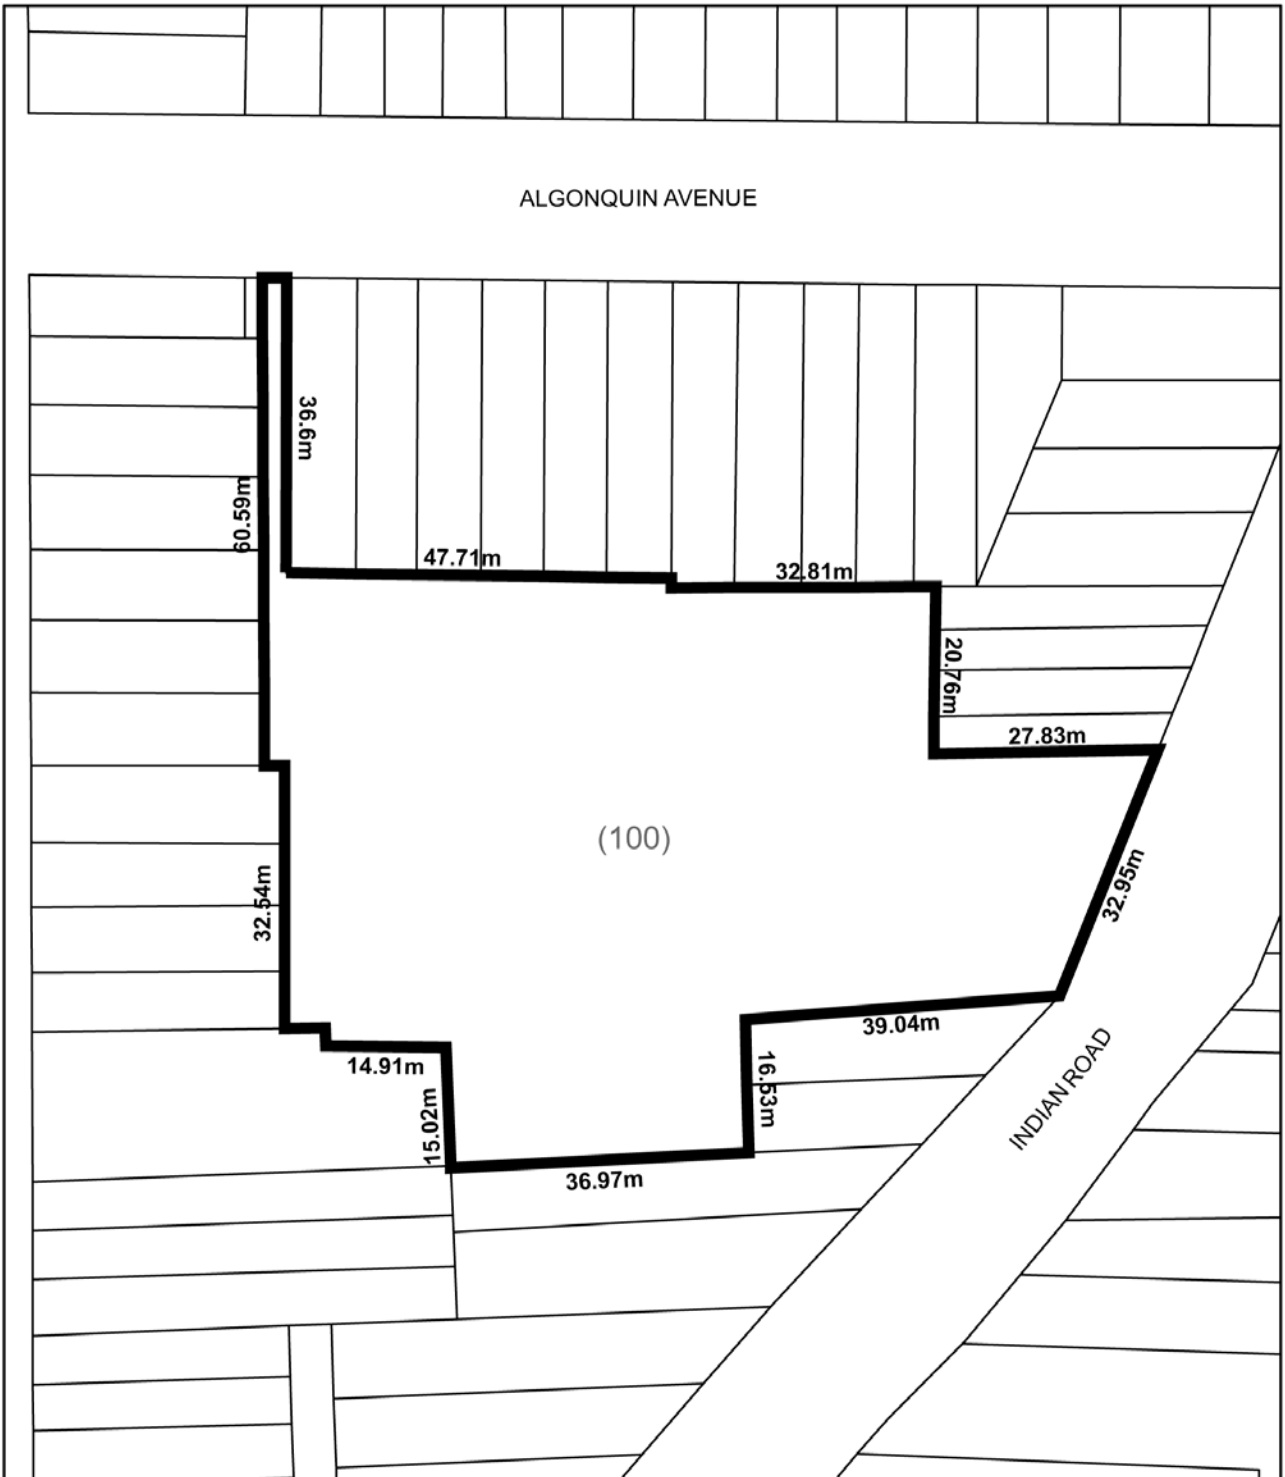 ALGONQUIN AVENUE
36.6m
60.59m
47.71m
32.81m
20.76m
27.83m
(100)
32.95m
32.54m
39.04m
14.91m
16.53m
15.02m
INDIAN ROAD
36.97m